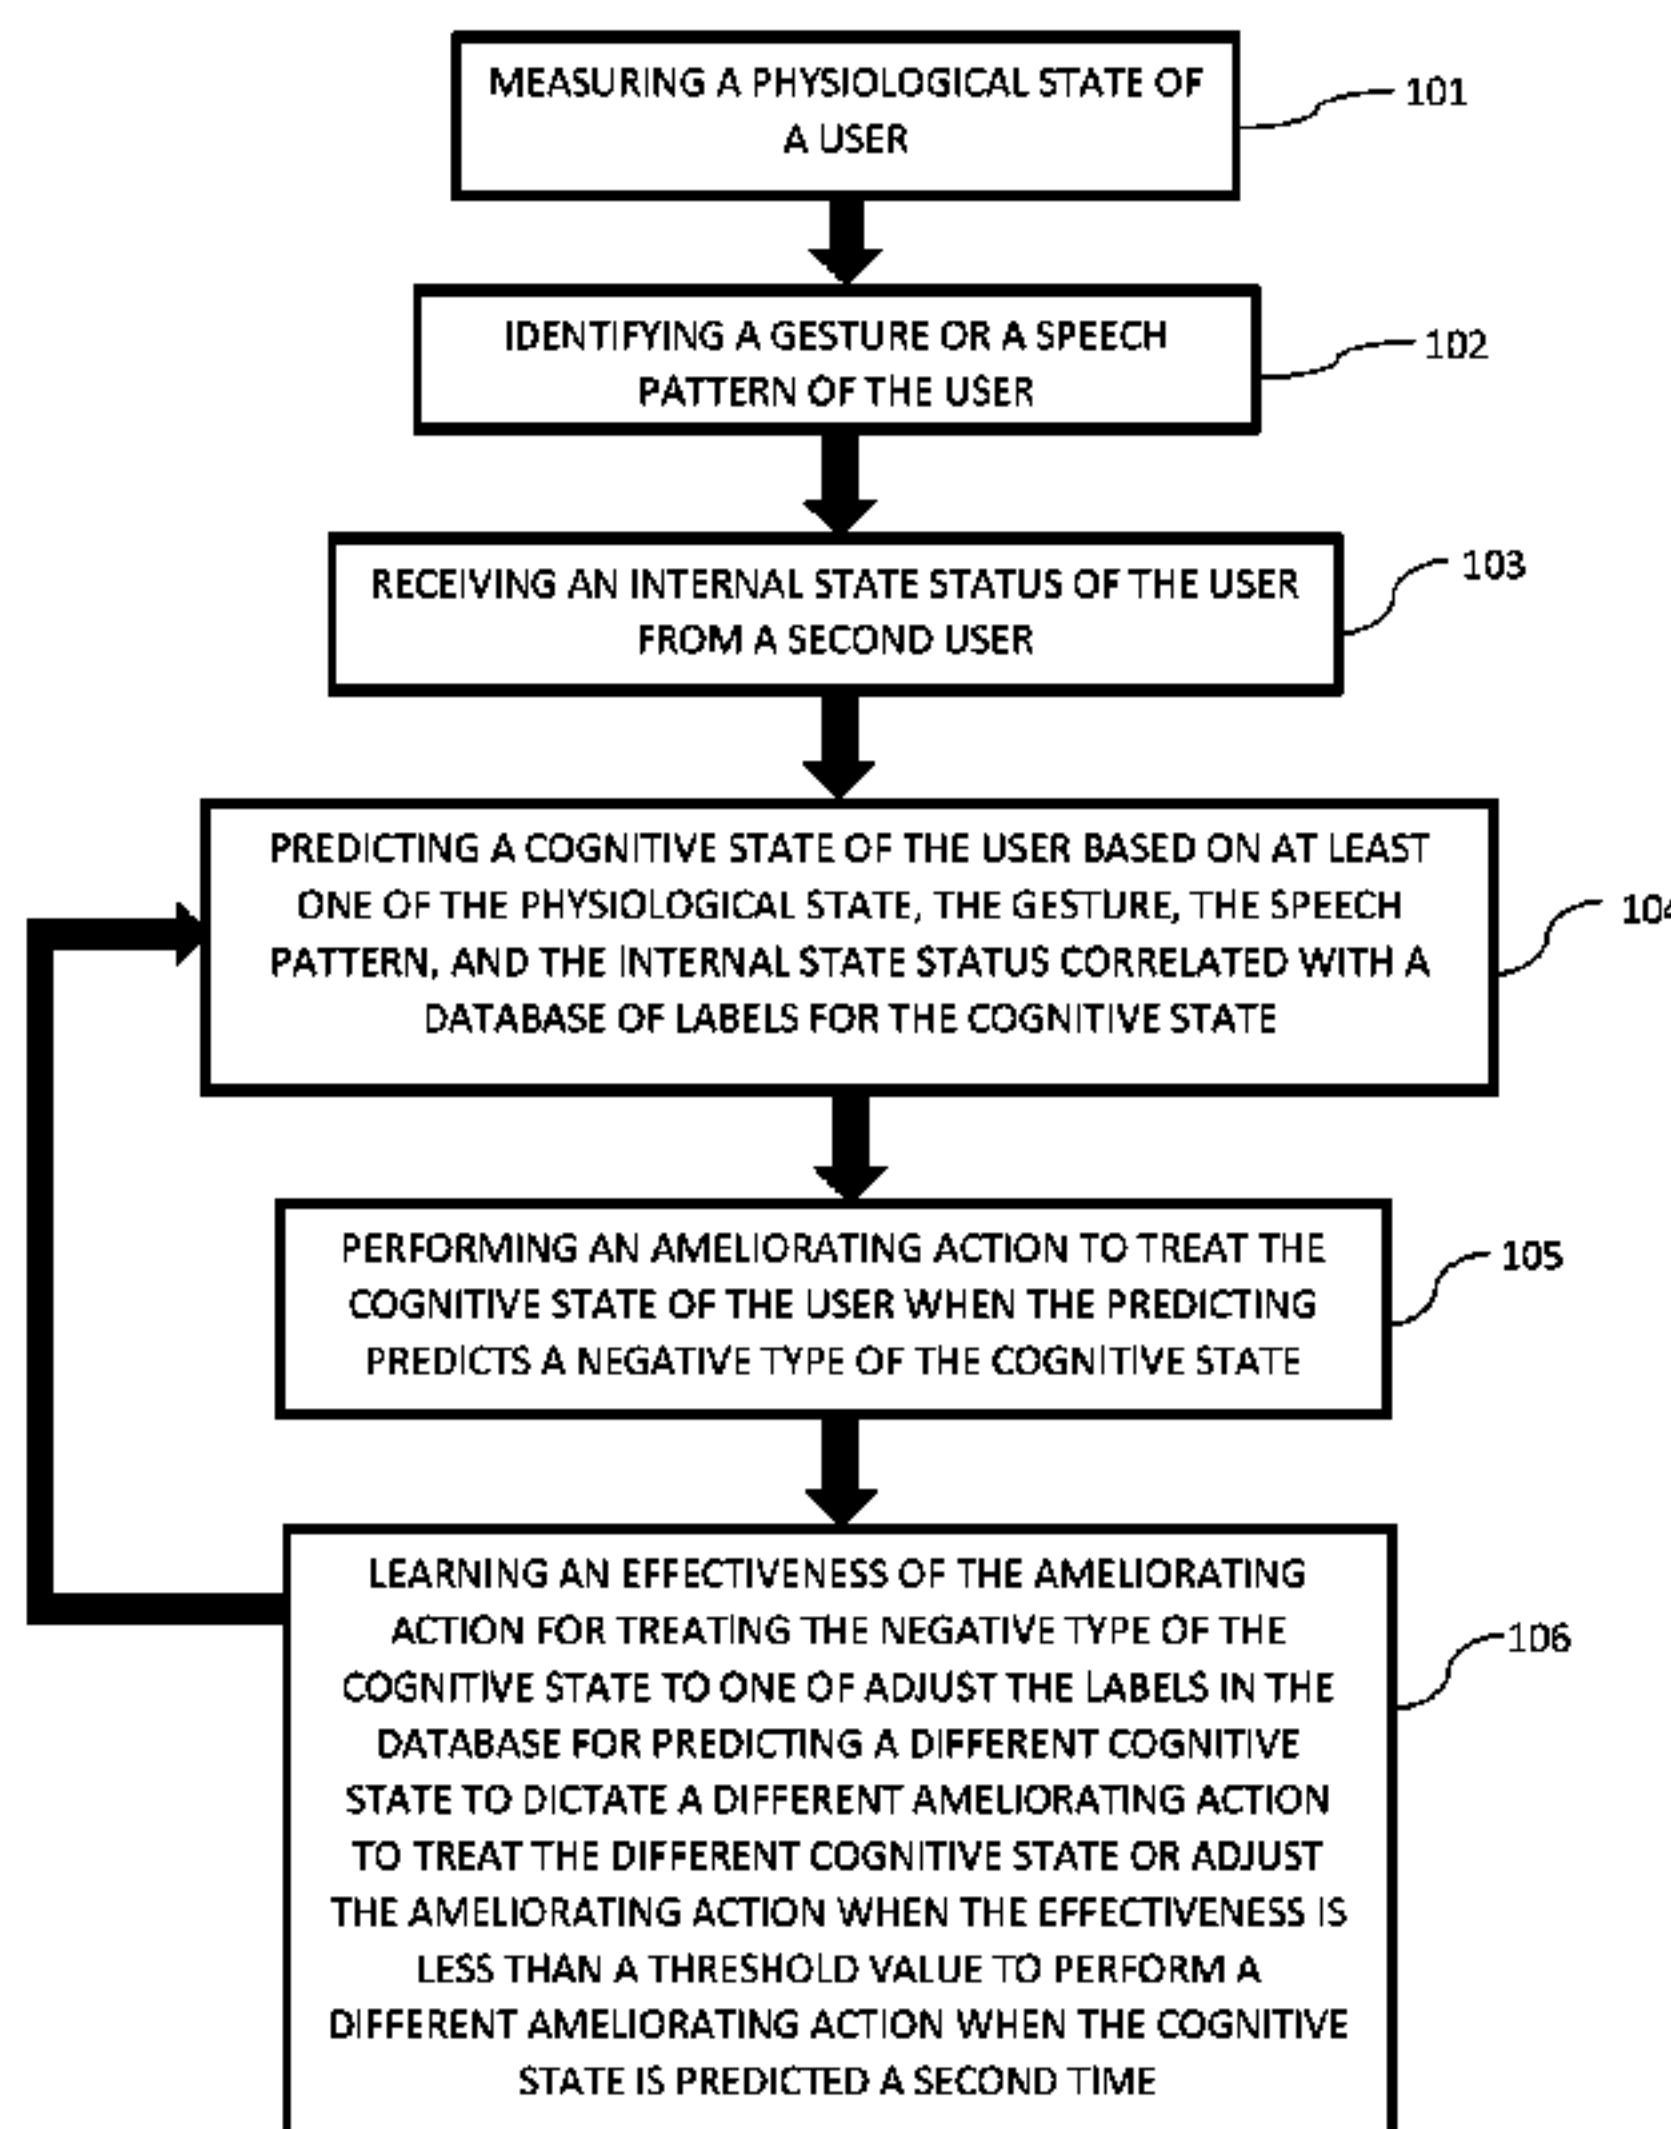 MEASURING A PHYSIOLOGICAL STATE OF
A USER
101
IDENTIFYING A GESTURE OR A SPEECH
PATTERN OF THE USER
102
RECEIVING AN INTERNAL STATE STATUS OF THE USER
FROM A SECOND USER
103
PREDICTING A COGNITIVE STATE OF THE USER BASED ON AT LEAST
ONE OF THE PHYSIOLOGICAL STATE, THE GESTURE, THE SPEECH
PATTERN, AND THE INTERNAL STATE STATUS CORRELATED WITH A
DATABASE OF LABELS FOR THE COGNITIVE STATE
104
PERFORMING AN AMELIORATING ACTION TO TREAT THE
COGNITIVE STATE OF THE USER WHEN THE PREDICTING
PREDICTS A NEGATIVE TYPE OF THE COGNITIVE STATE
105
LEARNING AN EFFECTIVENESS OF THE AMELIORATING
ACTION FOR TREATING THE NEGATIVE TYPE OF THE
COGNITIVE STATE TO ONE OF ADJUST THE LABELS IN THE
DATABASE FOR PREDICTING A DIFFERENT COGNITIVE
STATE TO DICTATE A DIFFERENT AMELIORATING ACTION
TO TREAT THE DIFFERENT COGNITIVE STATE OR ADJUST
THE AMELIORATING ACTION WHEN THE EFFECTIVENESS IS
LESS THAN A THRESHOLD VALUE TO PERFORM A
DIFFERENT AMELIORATING ACTION WHEN THE COGNITIVE
STATE IS PREDICTED A SECOND TIME
106